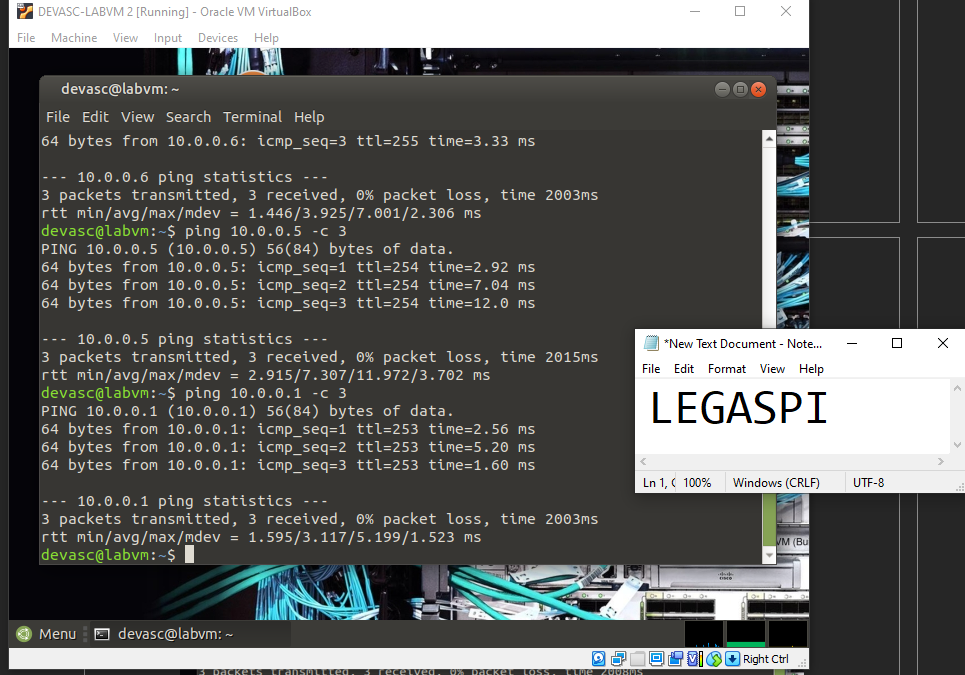 DEVASC-LABVM 2 [Running] - Oracle VM VirtualBox
File Machine View Input Devices Help
devasc@labvm: ~
File Edit View Search Terminal Help
64 bytes from 10.0.0.6: icmp_seq=3 ttl=255 time=3.33 ms
--- 10.0.0.6 ping statistics ---
3 packets transmitted, 3 received, 0% packet loss, time 2003ms
rtt min/avg/max/mdev = 1.446/3.925/7.001/2.306 ms
devasc@labvm:~$ ping 10.0.0.5 -c 3
PING 10.0.0.5 (10.0.0.5) 56(84) bytes of data.
64 bytes from 10.0.0.5: icmp_seq=1 ttl=254 time=2.92 ms
64 bytes from 10.0.0.5: icmp_seq=2 ttl=254 time=7.04 ms
64 bytes from 10.0.0.5: icmp_seq=3 ttl=254 time=12.0 ms
--- 10.0.0.5 ping statistics ---
3 packets transmitted, 3 received, 0% packet loss, time 2015ms
rtt min/avg/max/mdev = 2.915/7.307/11.972/3.702 ms
devasc@labvm:~$ ping 10.0.0.1 -c 3
PING 10.0.0.1 (10.0.0.1) 56(84) bytes of data.
64 bytes from 10.0.0.1: icmp_seq=1 ttl=253 time=2.56 ms
64 bytes from 10.0.0.1: icmp_seq=2 ttl=253 time=5.20 ms
64 bytes from 10.0.0.1: icmp_seq=3 ttl=253 time=1.60 ms
--- 10.0.0.1 ping statistics ---
3 packets transmitted, 3 received, 0% packet loss, time 2003ms
rtt min/avg/max/mdev = 1.595/3.117/5.199/1.523 ms
devasc@labvm:~$
*New Text Document - Note...
File Edit Format View Help
LEGASPI
Ln 1, C 100% Windows (CRLF) UTF-8
VM (Bu
CISCO
Menu devasc@labvm: ~
Right Ctrl
3 packets transmitted, 3 received, 0% packet loss, time 2008ms